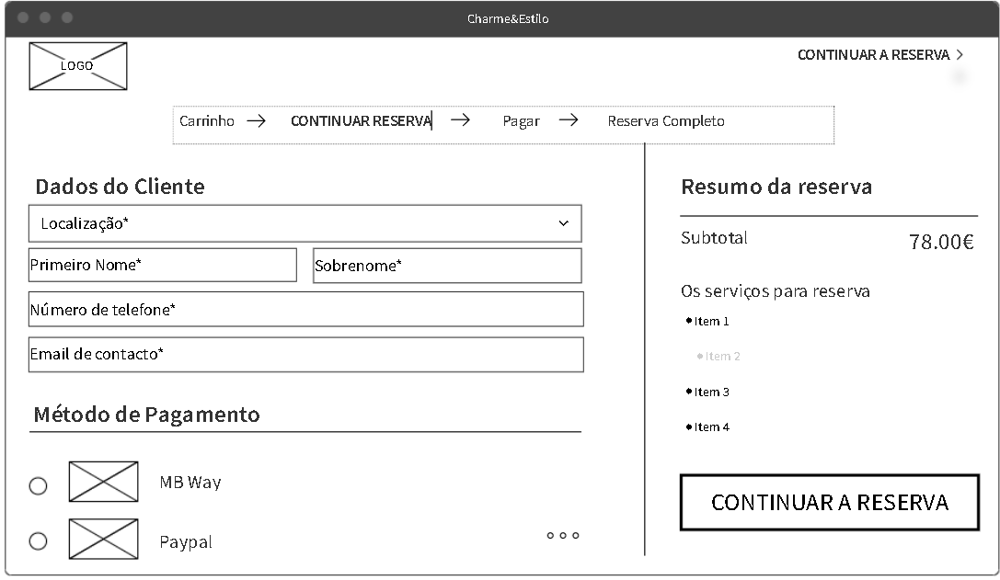 Charme&Estilo
LOGO
CONTINUAR A RESERVA
Carrinho → CONTINUAR RESERVA → Pagar → Reserva Completo
Dados do Cliente
Localização*
Primeiro Nome*
Sobrenome*
Número de telefone*
Email de contacto*
Método de Pagamento
MB Way
Paypal
Resumo da reserva
Subtotal
78.00€
Os serviços para reserva
Item 1
Item 2
Item 3
Item 4
CONTINUAR A RESERVA